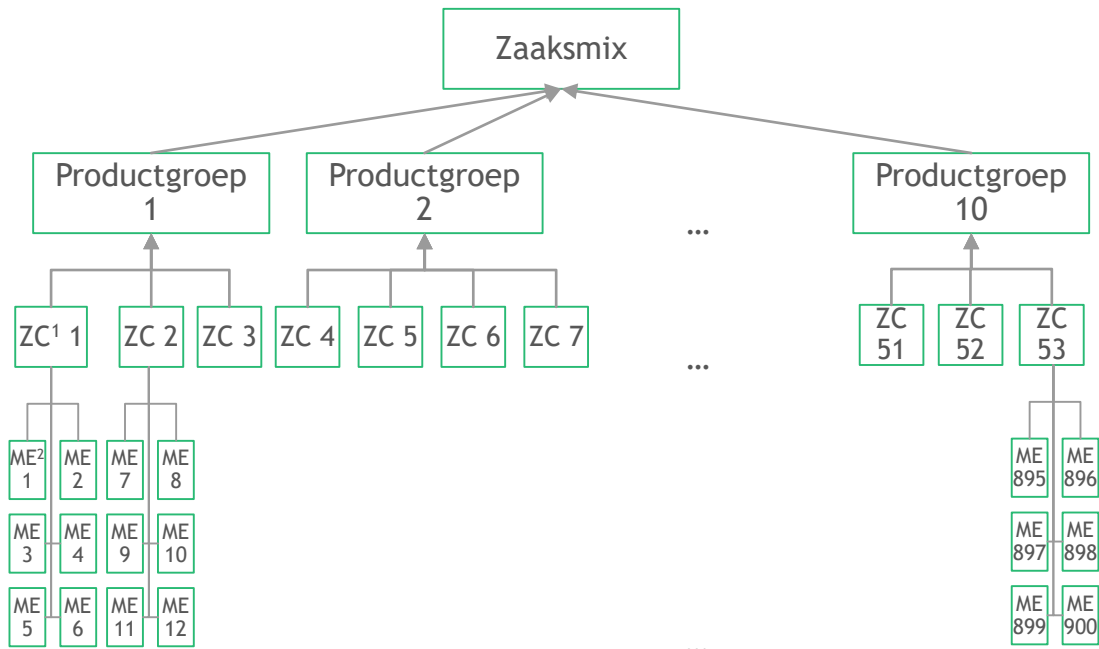 Zaaksmix
Productgroep
1
Productgroep
2
...
Productgroep
10
ZC¹ 1
ZC 2
ZC 3
ZC 4
ZC 5
ZC 6
ZC 7
...
ZC
51
ZC
52
ZC
53
ME²
1
ME
2
ME
7
ME
8
ME
895
ME
896
ME
3
ME
4
ME
9
ME
10
ME
897
ME
898
ME
5
ME
6
ME
11
ME
12
ME
899
ME
900
...